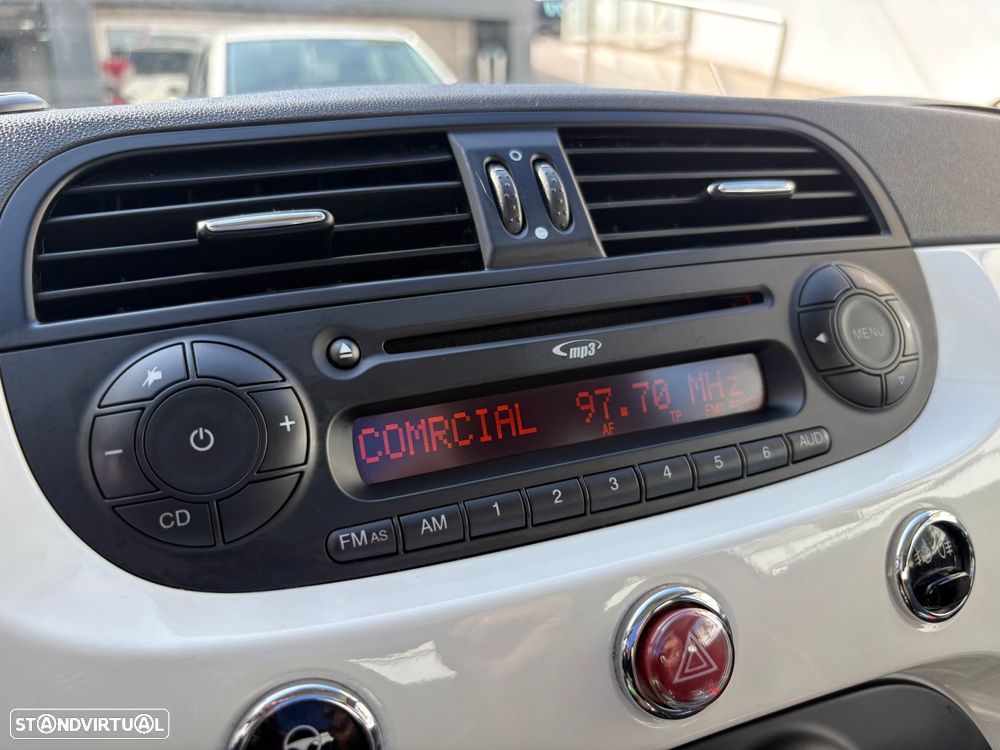 mp3
MENU
COMRCIAL 97.70 MHz
AF TP
CD
FM AS AM 1 2 3 4 5 6 AUD
STANDVIRTUAL